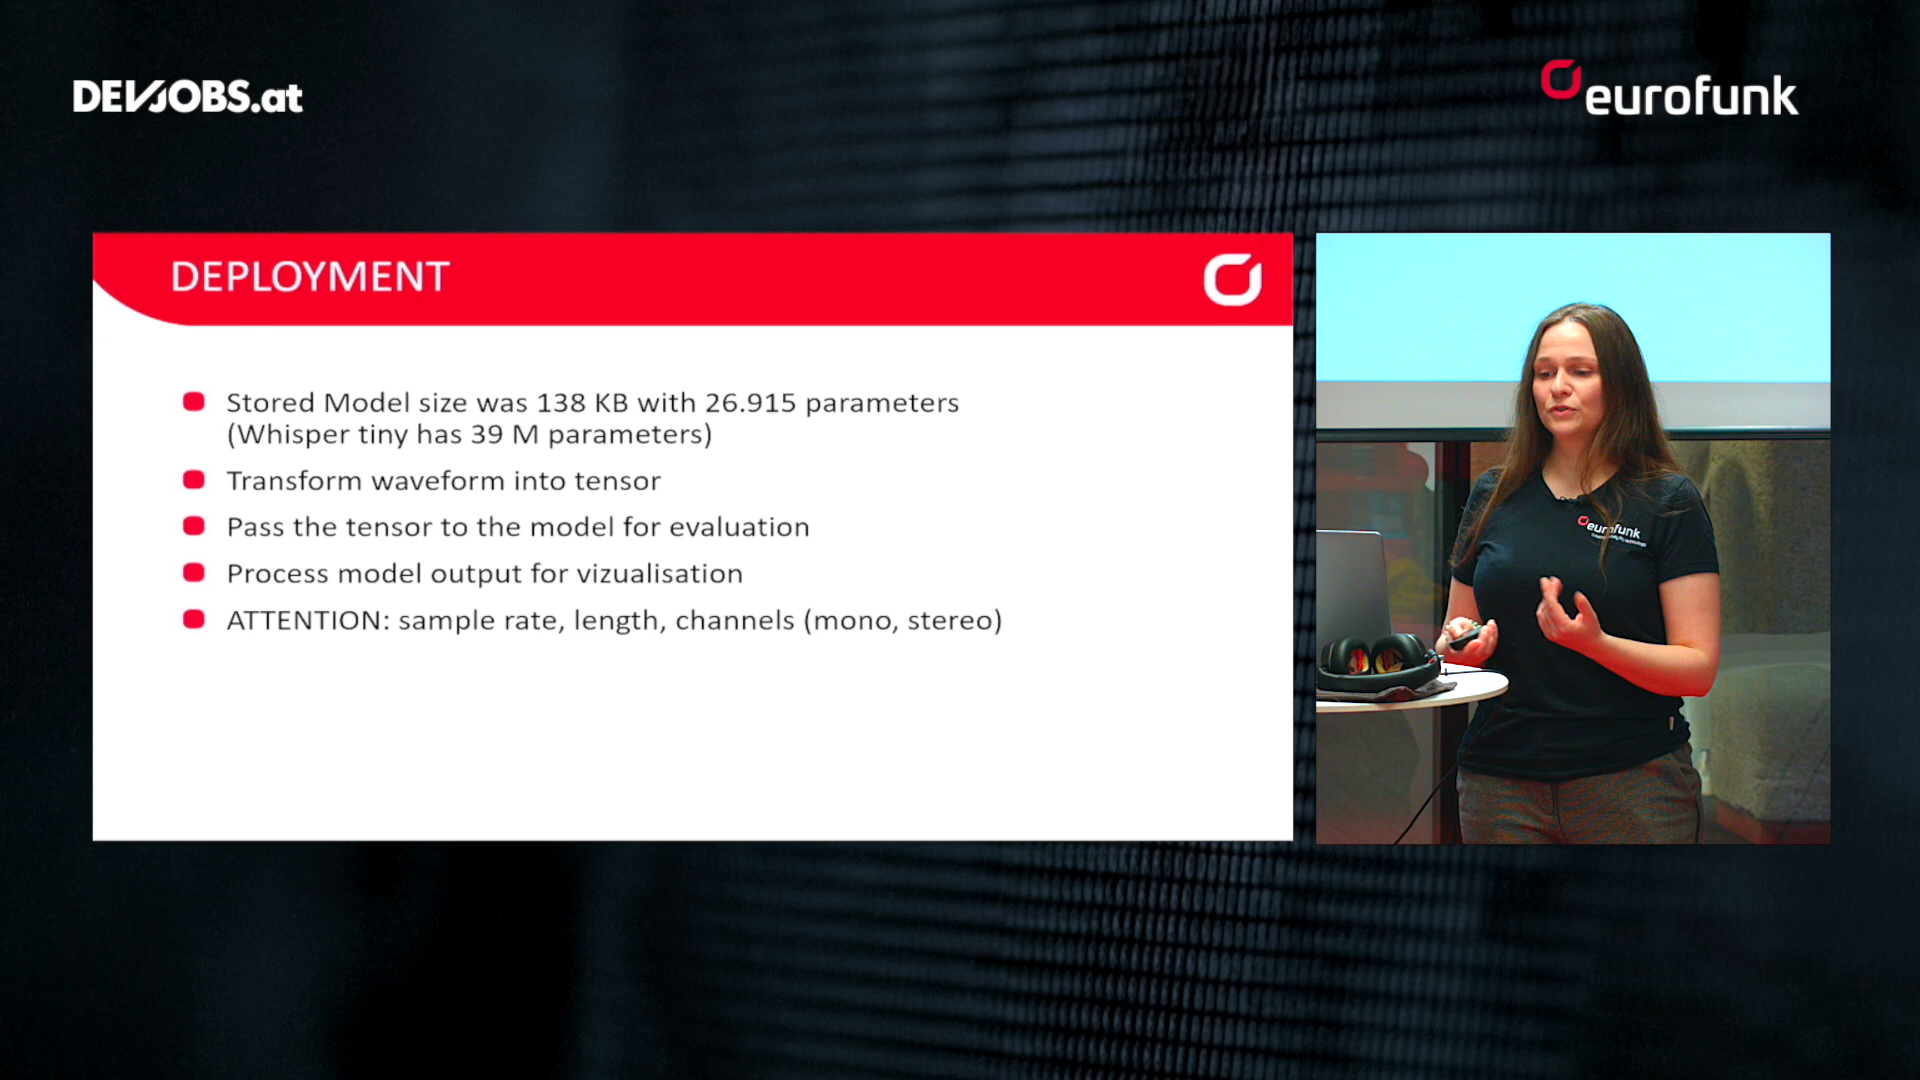 DEVJOBS.at
eurofunk
DEPLOYMENT
Stored Model size was 138 KB with 26.915 parameters
(Whisper tiny has 39 M parameters)
Transform waveform into tensor
Pass the tensor to the model for evaluation
Process model output for vizualisation
ATTENTION: sample rate, length, channels (mono, stereo)
eurofunk